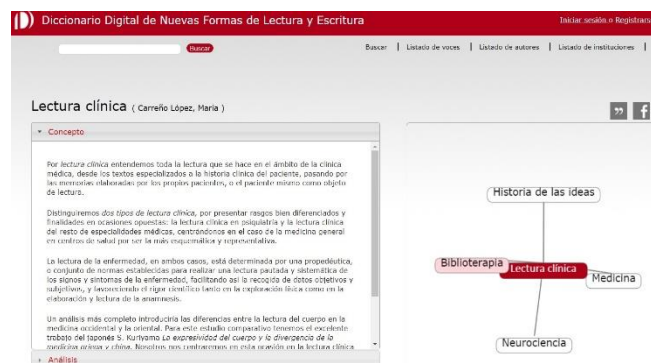 Diccionario Digital de Nuevas Formas de Lectura y Escritura
Iniciar sesión o Registrars
Buscar
Buscar | Listado de voces | Listado de autores | Listado de instituciones |
Lectura clínica ( Carreño López, María )
Concepto
Por lectura clínica entendemos toda la lectura que se hace en el ámbito de la clínica
médica, desde los textos especializados a la historia clínica del paciente, pasando por
las memorias elaboradas por los propios pacientes, o el paciente mismo como objeto
de lectura.
Distinguiremos dos tipos de lectura clínica, por presentar rasgos bien diferenciados y
finalidades en ocasiones opuestas: la lectura clínica en psiquiatría y la lectura clínica
del resto de especialidades médicas, centrándonos en el caso de la medicina general
en centros de salud por ser la más esquemática y representativa.
La lectura de la enfermedad, en ambos casos, está determinada por una propedéutica,
o conjunto de normas establecidas para realizar una lectura pautada y sistemática de
los signos y síntomas de la enfermedad, facilitando así la recogida de datos objetivos y
subjetivos, y favoreciendo el rigor científico tanto en la exploración física como en la
elaboración y lectura de la anamnesis.
Un análisis más completo introduciría las diferencias entre la lectura del cuerpo en la
medicina occidental y la oriental. Para este estudio comparativo tenemos el excelente
trabajo del japonés S. Kuriyama La expresividad del cuerpo y la divergencia de la
medicina griega y china. Nosotros nos centraremos en esta ocasión en la lectura clínica
Análisis
Historia de las ideas
Biblioterapia
Lectura clínica
Medicina
Neurociencia